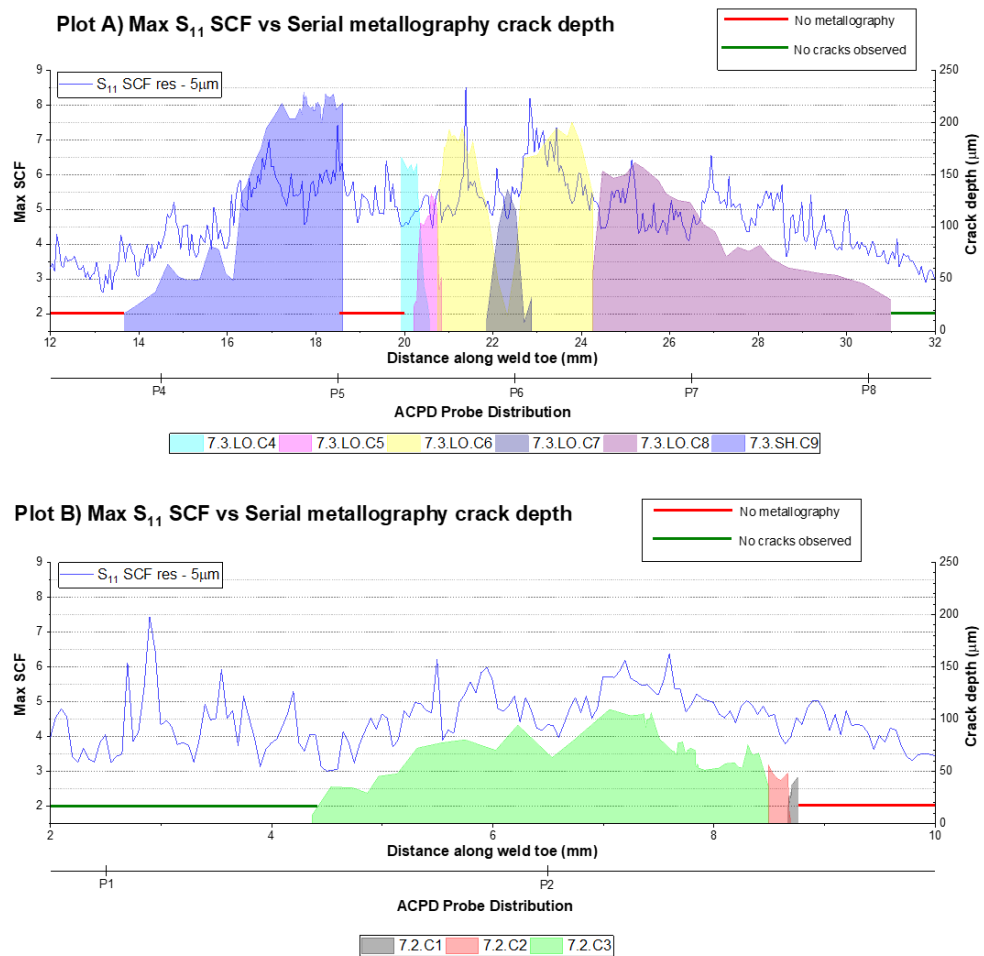 Plot A) Max S₁₁ SCF vs Serial metallography crack depth
No metallography
No cracks observed
S₁₁ SCF res - 5μm
Max SCF
9
8
7
6
5
4
3
2
250
200
150
100
50
0
Crack depth (μm)
12 14 16 18 20 22 24 26 28 30 32
Distance along weld toe (mm)
P4 P5 P6 P7 P8
ACPD Probe Distribution
7.3.LO.C4 7.3.LO.C5 7.3.LO.C6 7.3.LO.C7 7.3.LO.C8 7.3.SH.C9
Plot B) Max S₁₁ SCF vs Serial metallography crack depth
No metallography
No cracks observed
S₁₁ SCF res - 5μm
Max SCF
9
8
7
6
5
4
3
2
250
200
150
100
50
0
Crack depth (μm)
2 4 6 8 10
Distance along weld toe (mm)
P1 P2
ACPD Probe Distribution
7.2.C1 7.2.C2 7.2.C3